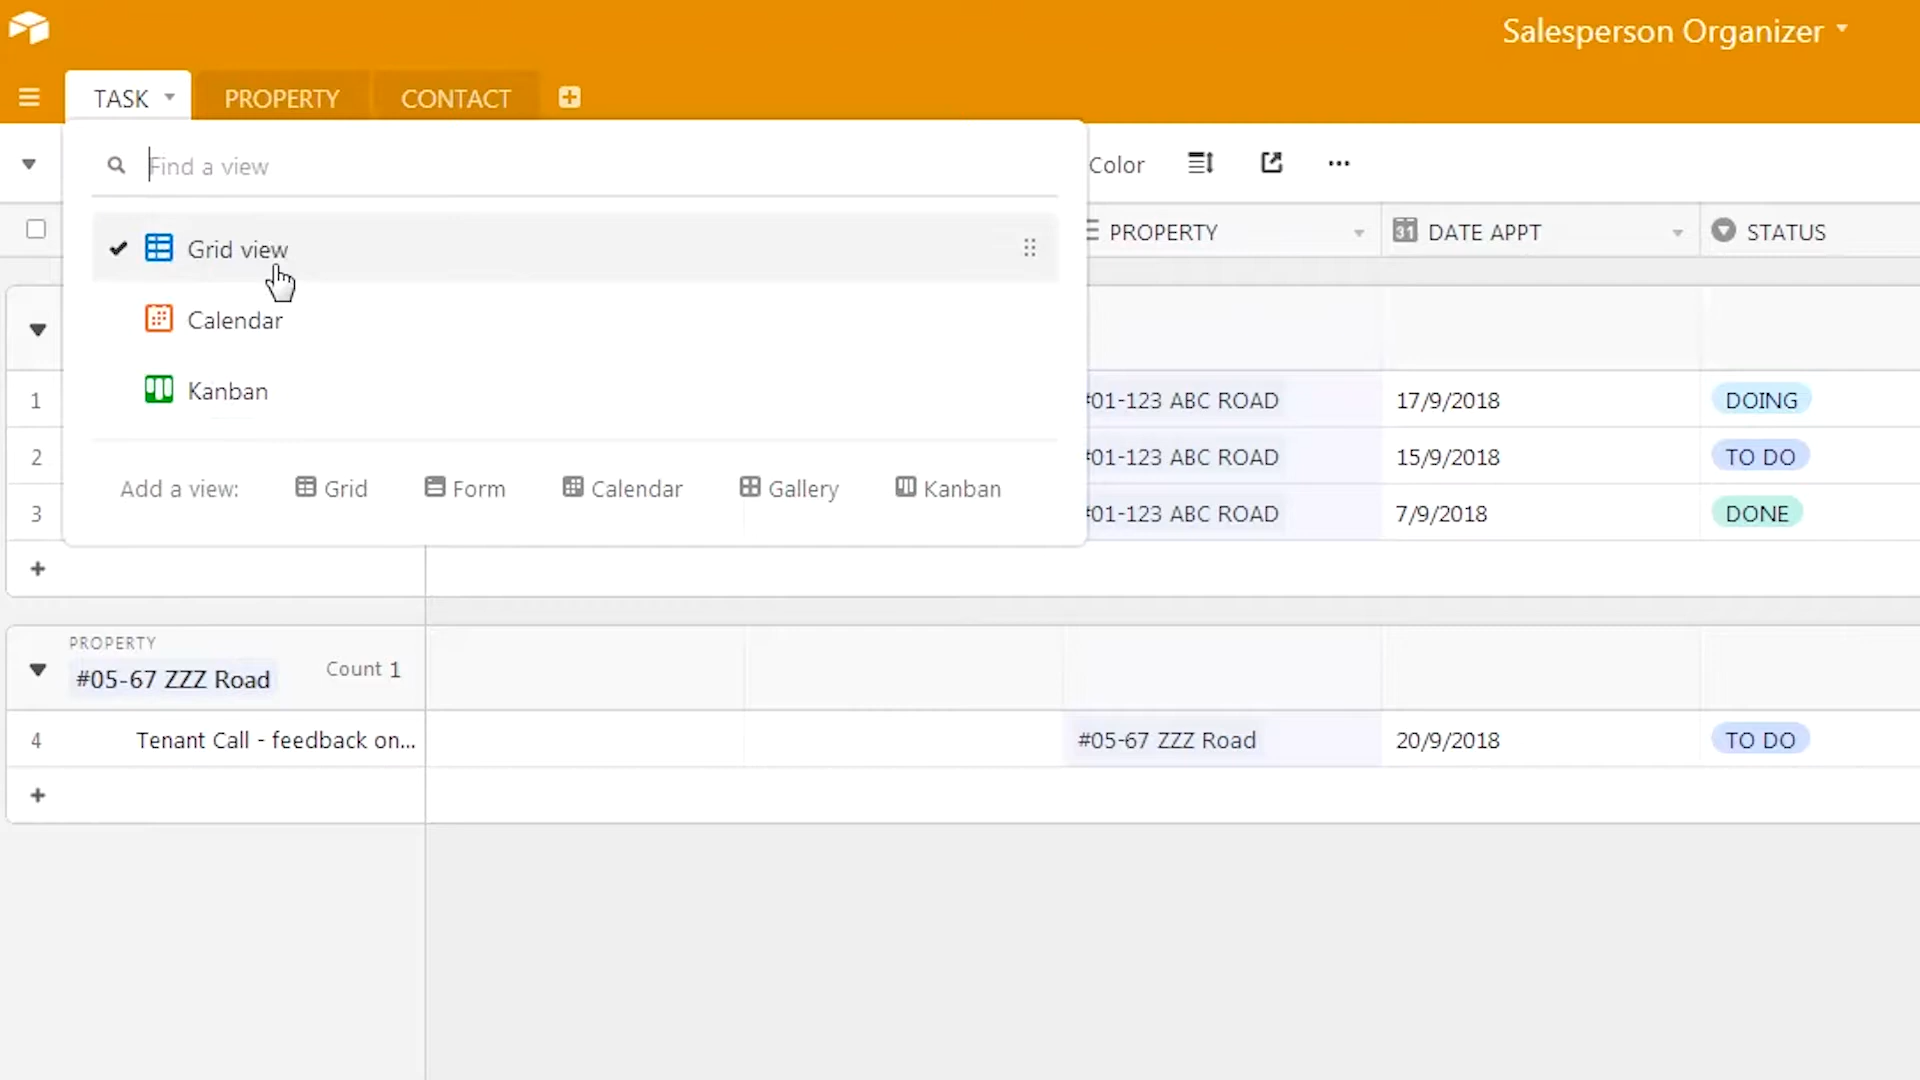 Salesperson Organizer
TASK PROPERTY CONTACT
Find a view
Color
Grid view
PROPERTY DATE APPT STATUS
31
Calendar
Kanban
1 #01-123 ABC ROAD 17/9/2018 DOING
2 #01-123 ABC ROAD 15/9/2018 TO DO
Add a view: Grid Form Calendar Gallery Kanban
3 #01-123 ABC ROAD 7/9/2018 DONE
PROPERTY
#05-67 ZZZ Road Count 1
4 Tenant Call - feedback on... #05-67 ZZZ Road 20/9/2018 TO DO